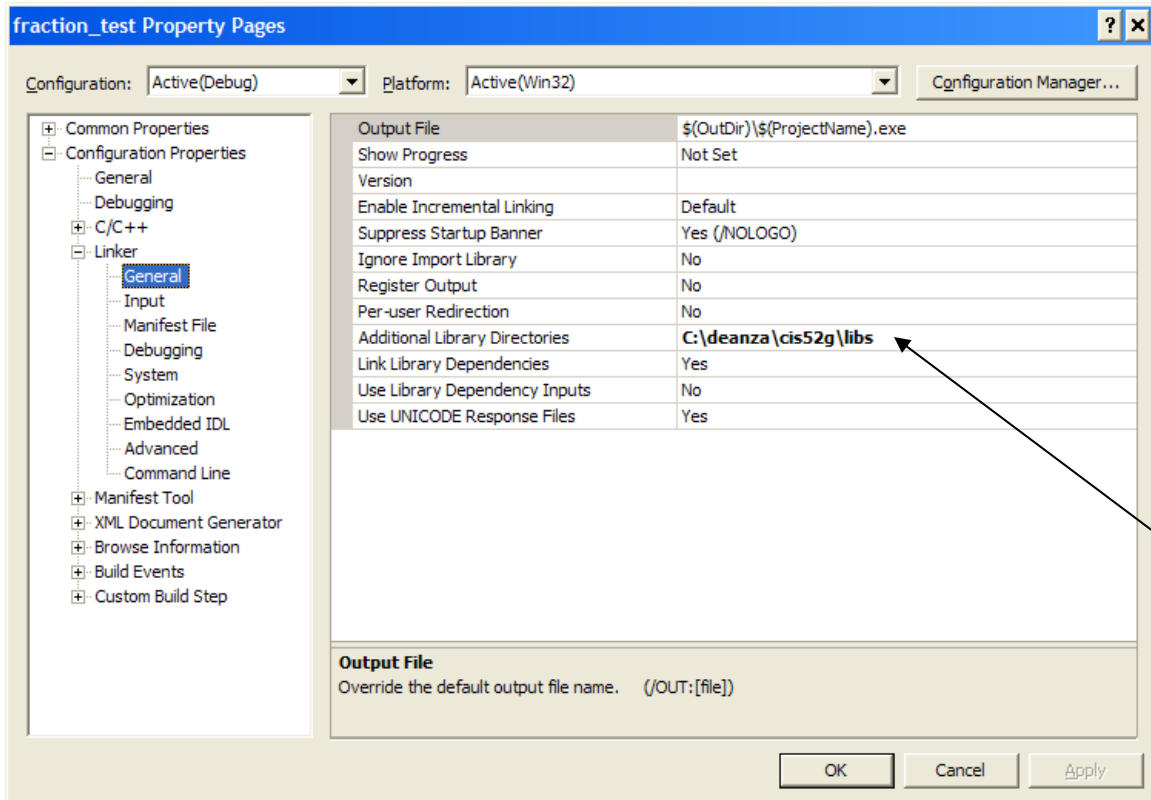 fraction_test Property Pages
? x
Configuration: Active(Debug) Platform: Active(Win32) Configuration Manager...
Common Properties
Configuration Properties
General
Debugging
C/C++
Linker
General
Input
Manifest File
Debugging
System
Optimization
Embedded IDL
Advanced
Command Line
Manifest Tool
XML Document Generator
Browse Information
Build Events
Custom Build Step
Output File $(OutDir)\$(ProjectName).exe
Show Progress Not Set
Version
Enable Incremental Linking Default
Suppress Startup Banner Yes (/NOLOGO)
Ignore Import Library No
Register Output No
Per-user Redirection No
Additional Library Directories C:\deanza\cis52g\libs
Link Library Dependencies Yes
Use Library Dependency Inputs No
Use UNICODE Response Files Yes
Output File
Override the default output file name. (/OUT:[file])
OK Cancel Apply